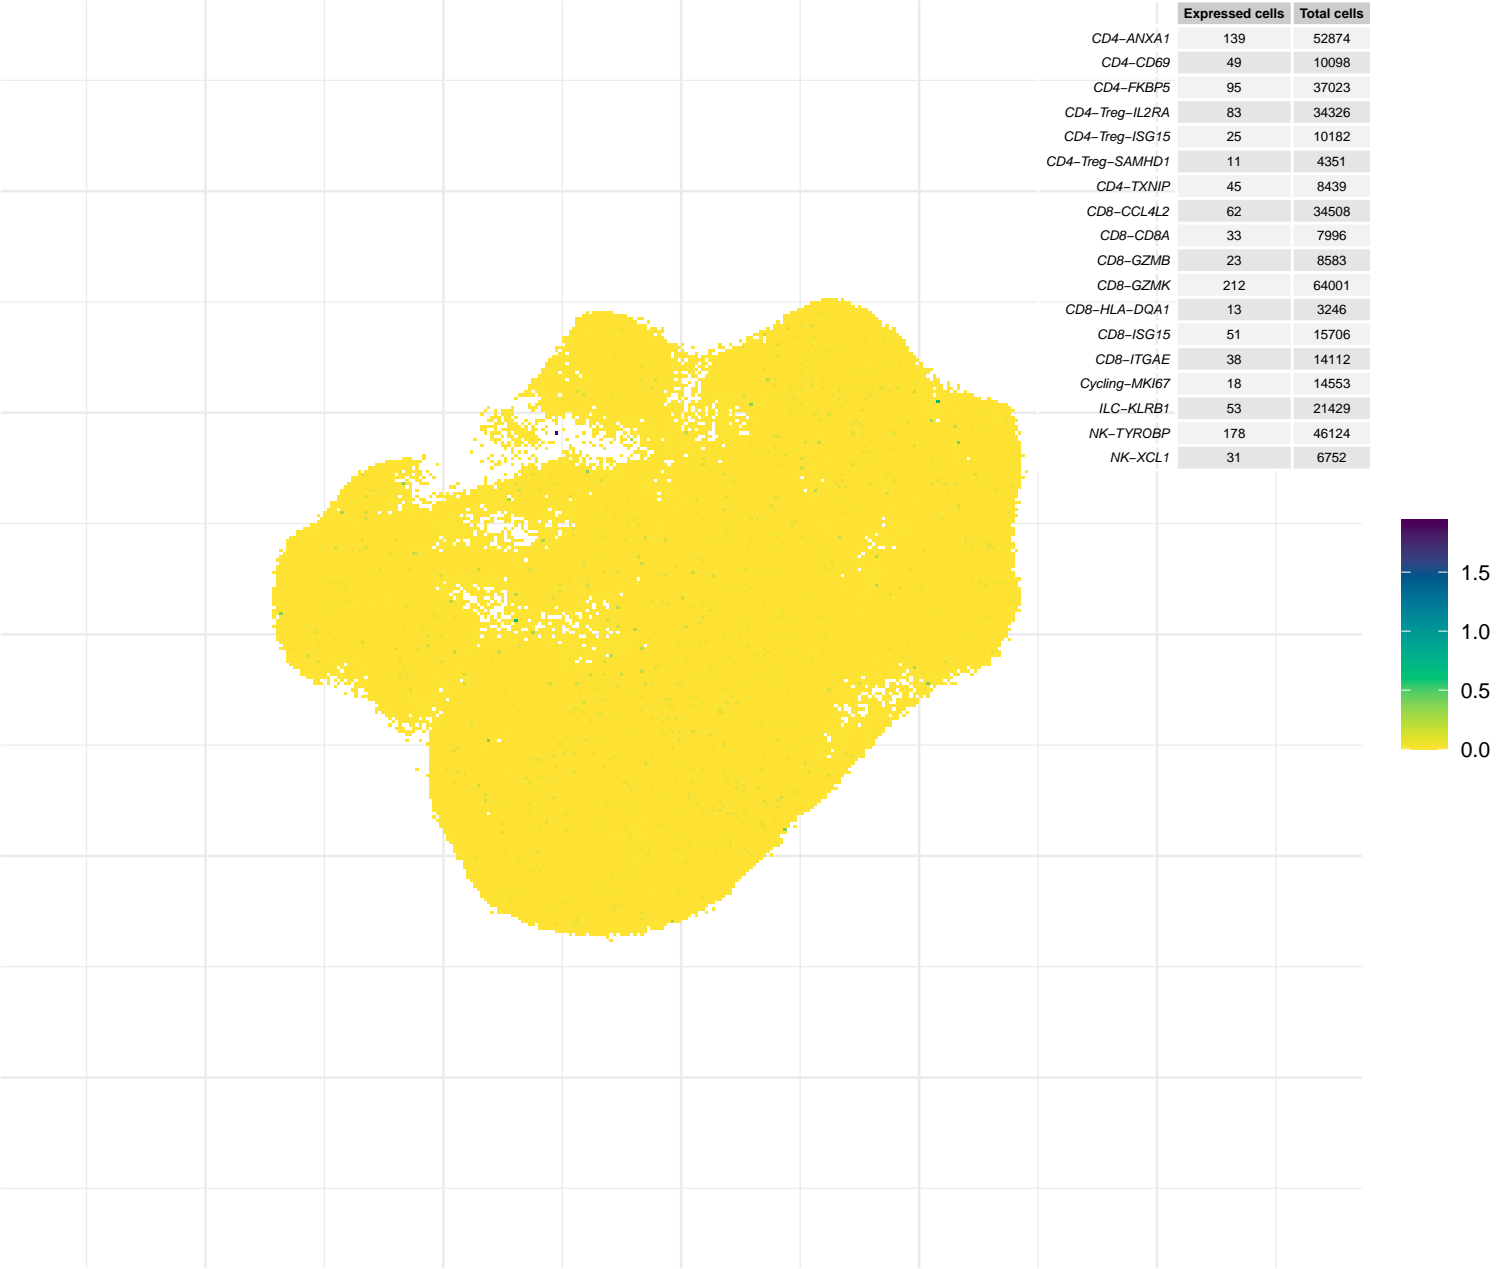 Expressed cells Total cells
CD4−ANXA1 139 52874
CD4−CD69 49 10098
CD4−FKBP5 95 37023
CD4−Treg−IL2RA 83 34326
CD4−Treg−ISG15 25 10182
CD4−Treg−SAMHD1 11 4351
CD4−TXNIP 45 8439
CD8−CCL4L2 62 34508
CD8−CD8A 33 7996
CD8−GZMB 23 8583
CD8−GZMK 212 64001
CD8−HLA−DQA1 13 3246
CD8−ISG15 51 15706
CD8−ITGAE 38 14112
Cycling−MKI67 18 14553
ILC−KLRB1 53 21429
NK−TYROBP 178 46124
NK−XCL1 31 6752
1.5
1.0
0.5
0.0